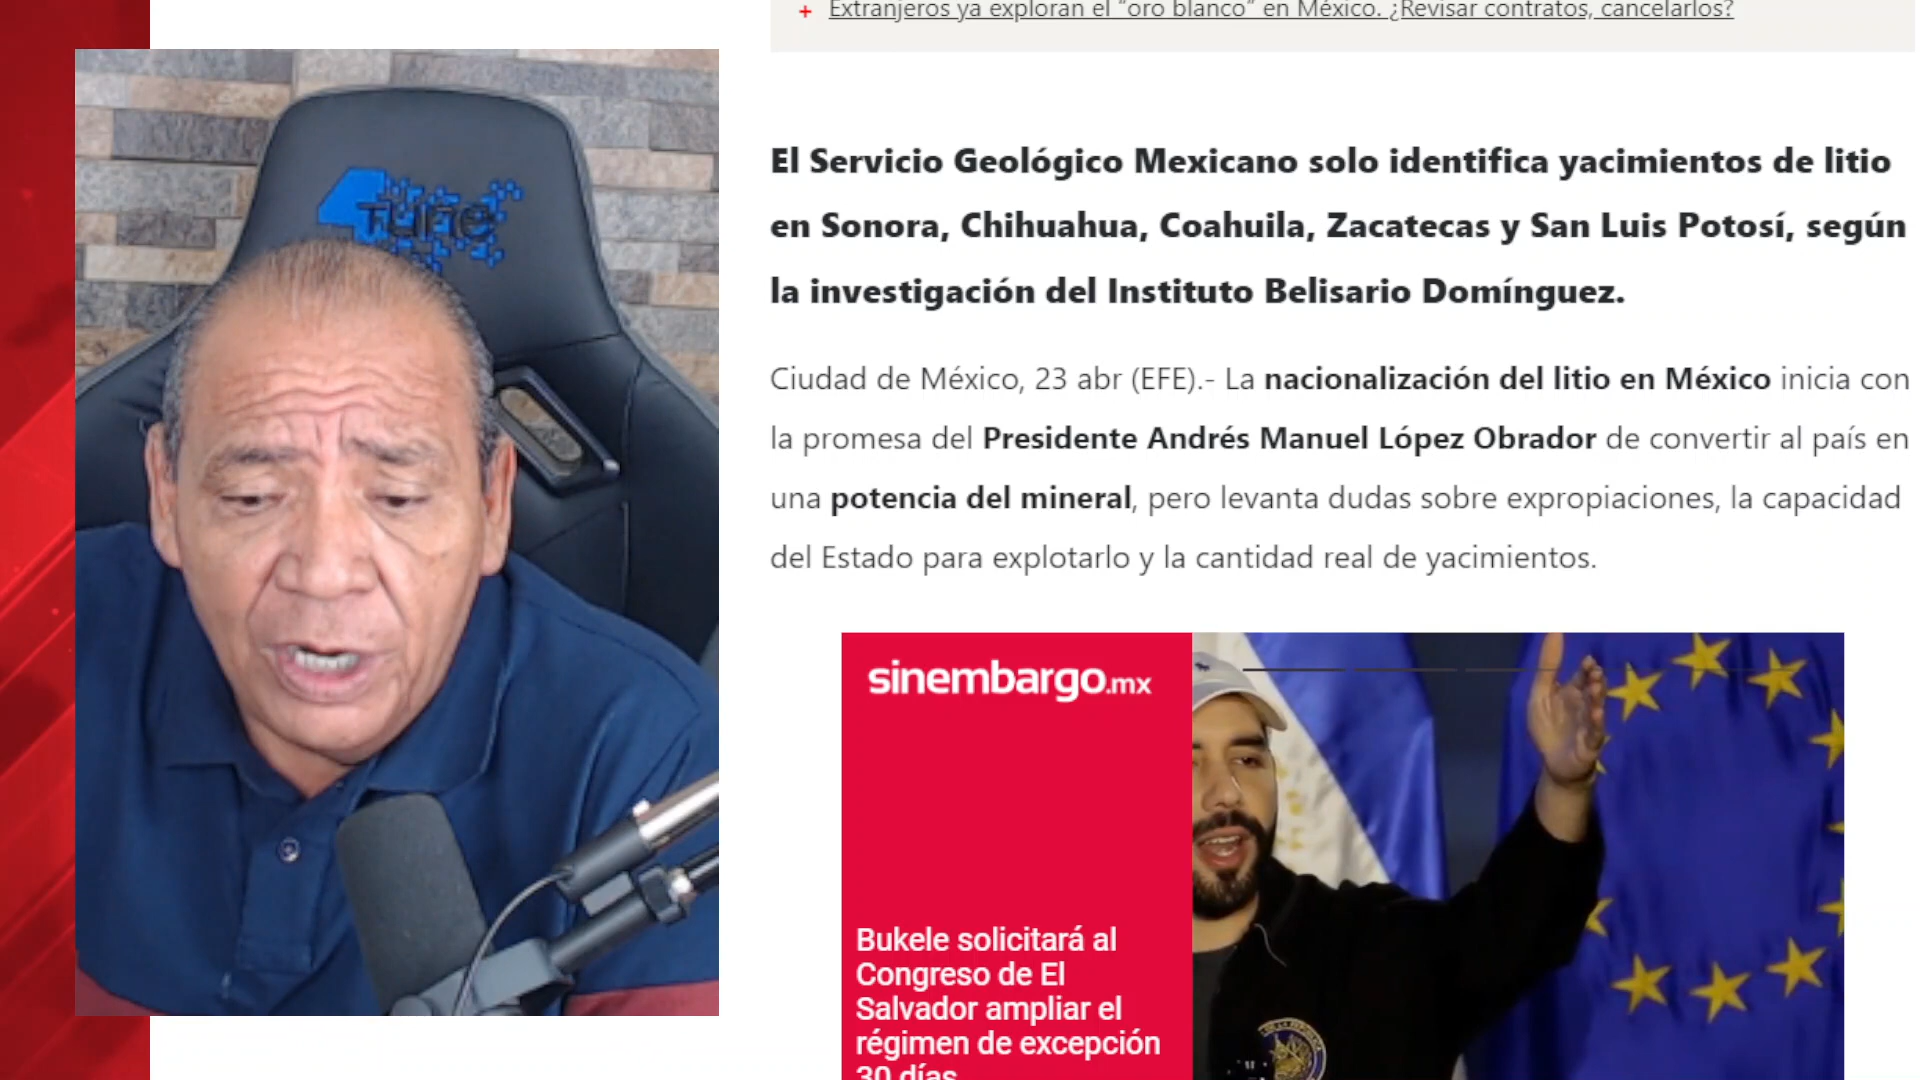 + Extranjeros ya exploran el “oro blanco” en México. ¿Revisar contratos, cancelarlos?
El Servicio Geológico Mexicano solo identifica yacimientos de litio
en Sonora, Chihuahua, Coahuila, Zacatecas y San Luis Potosí, según
la investigación del Instituto Belisario Domínguez.
Ciudad de México, 23 abr (EFE).- La nacionalización del litio en México inicia con
la promesa del Presidente Andrés Manuel López Obrador de convertir al país en
una potencia del mineral, pero levanta dudas sobre expropiaciones, la capacidad
del Estado para explotarlo y la cantidad real de yacimientos.
sinembargo.mx
Bukele solicitará al
Congreso de El
Salvador ampliar el
régimen de excepción
30 días